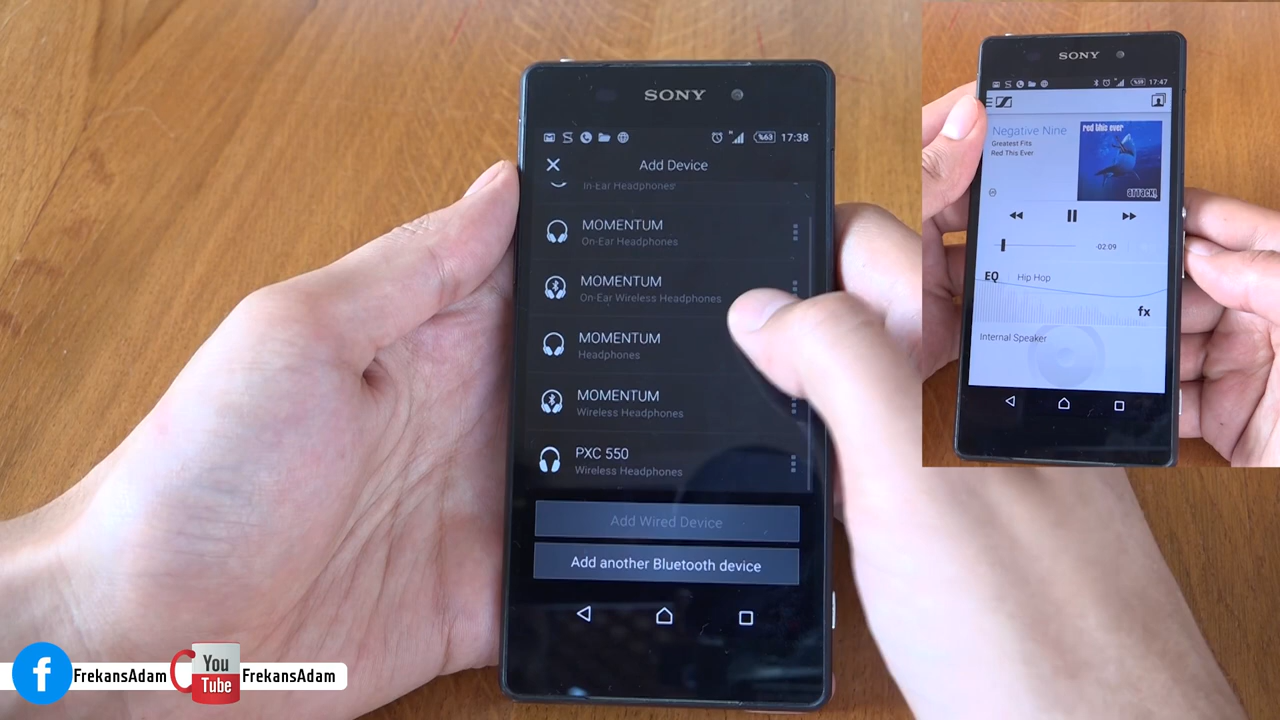 SONY
%63 17:38
Add Device
In-Ear Headphones
MOMENTUM
On-Ear Headphones
MOMENTUM
On-Ear Wireless Headphones
MOMENTUM
Headphones
MOMENTUM
Wireless Headphones
PXC 550
Wireless Headphones
Add Wired Device
Add another Bluetooth device
SONY
17:47
Negative Nine
Greatest Fits
Red This Ever
red this ever
attack!
-02:09
EQ Hip Hop
fx
Internal Speaker
FrekansAdam
You
Tube
FrekansAdam